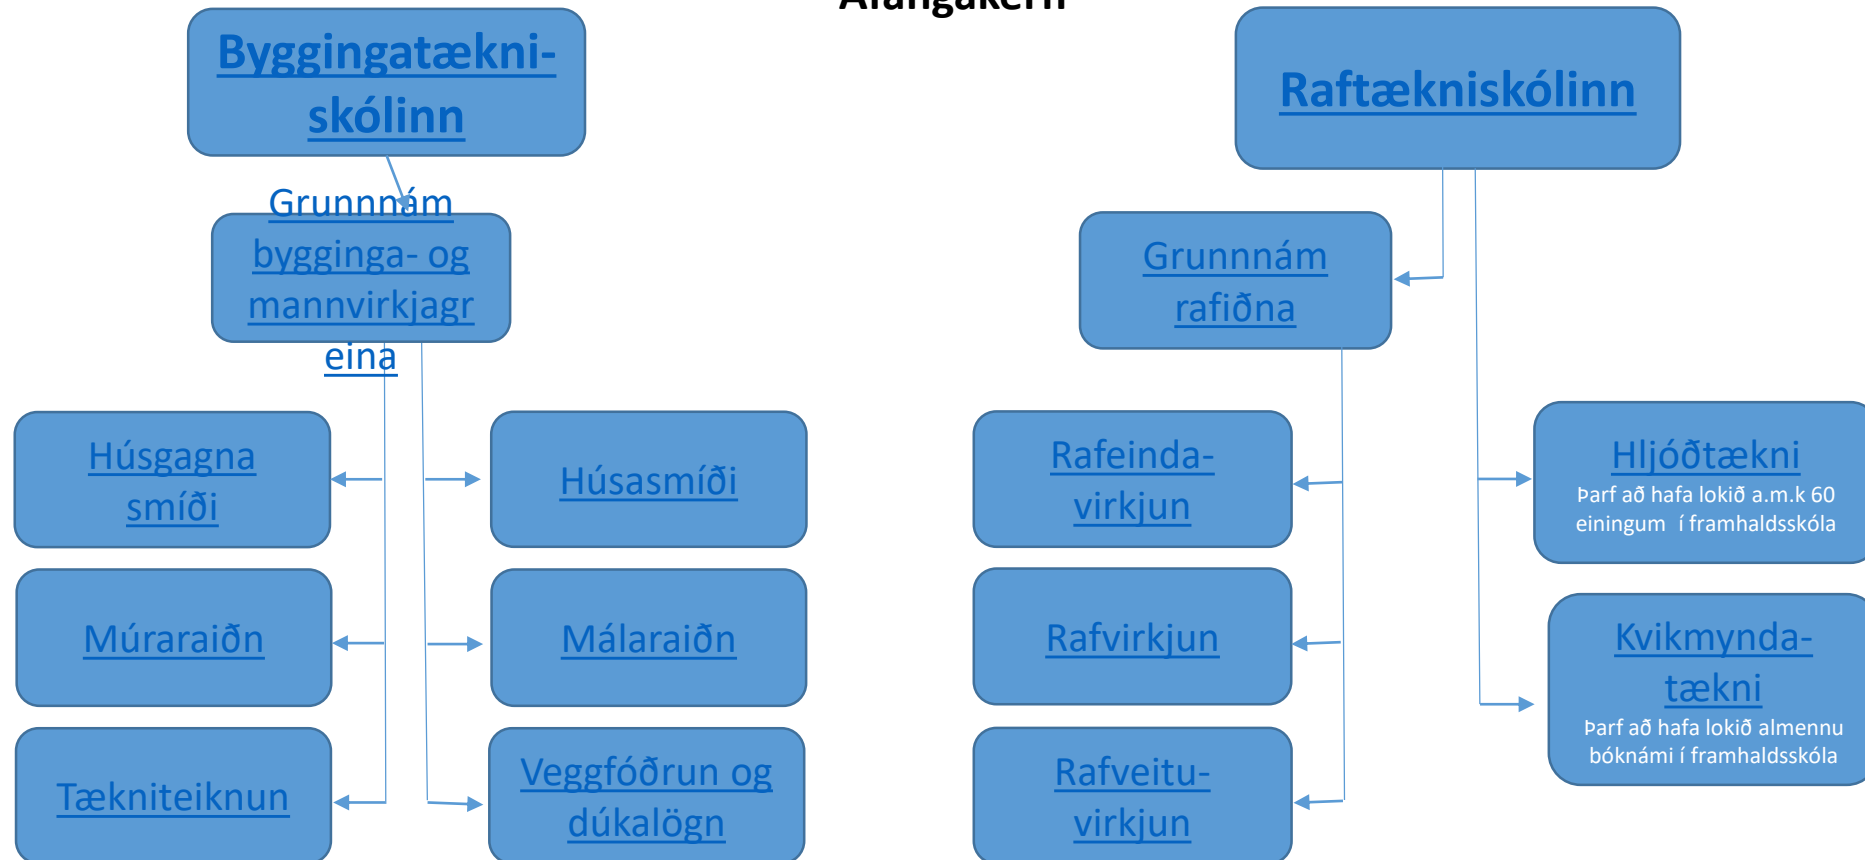 Áfangakerfi
Byggingatækni-
skólinn
Grunnnám
bygginga- og
mannvirkjagr
eina
Húsgagna
smíði
Húsasmíði
Múraraiðn
Málaraiðn
Tækniteiknun
Veggfóðrun og
dúkalögn
Raftækniskólinn
Grunnnám
rafiðna
Rafeinda-
virkjun
Rafvirkjun
Rafveitu-
virkjun
Hljóðtækni
Þarf að hafa lokið a.m.k 60
einingum í framhaldsskóla
Kvikmynda-
tækni
Þarf að hafa lokið almennu
bóknámi í framhaldsskóla